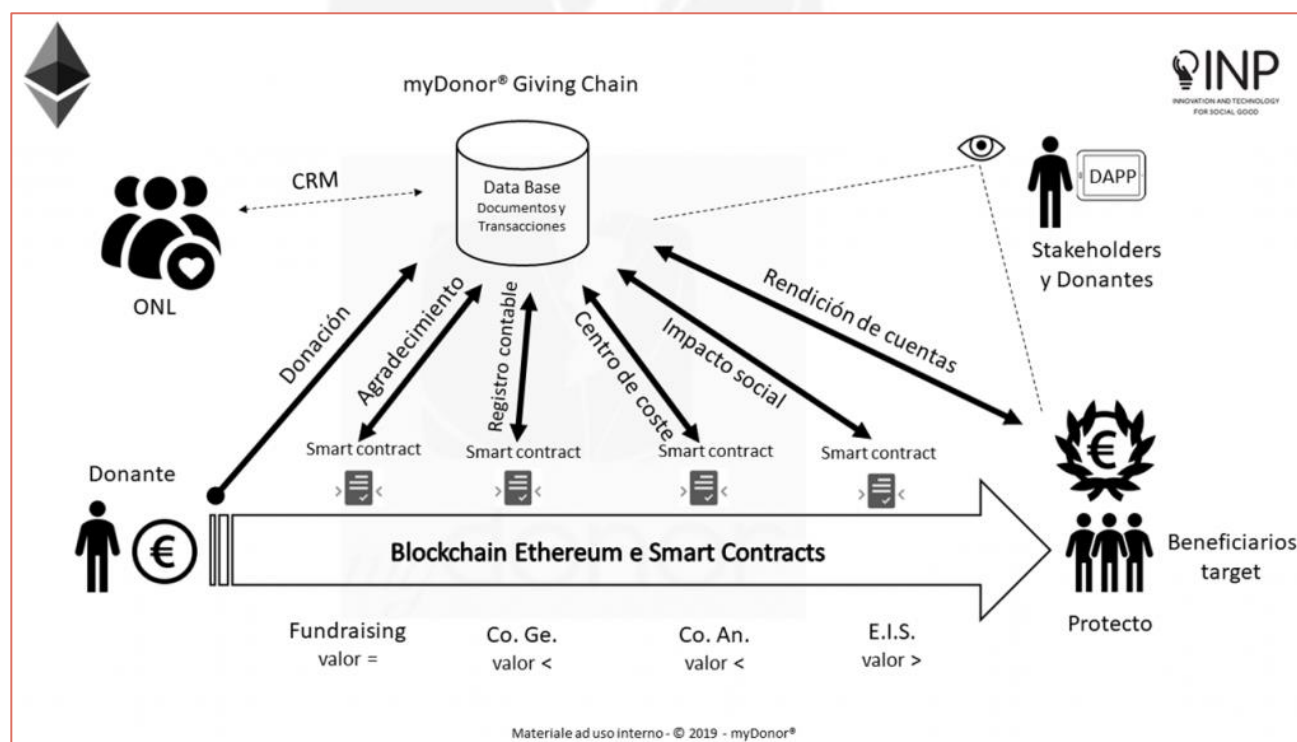 myDonor® Giving Chain
INP
INNOVATION AND TECHNOLOGY
FOR SOCIAL GOOD
CRM
Data Base
Documentos y
Transacciones
DAPP
ONL
Stakeholders
y Donantes
Donación
Agradecimiento
Registro contable
Centro de coste
Impacto social
Rendición de cuentas
Smart contract
Smart contract
Smart contract
Smart contract
Donante
€
€
Blockchain Ethereum e Smart Contracts
Beneficiarios
target
Protecto
Fundraising
valor =
Co. Ge.
valor <
Co. An.
valor <
E.I.S.
valor >
donor
Materiale ad uso interno - © 2019 - myDonor®